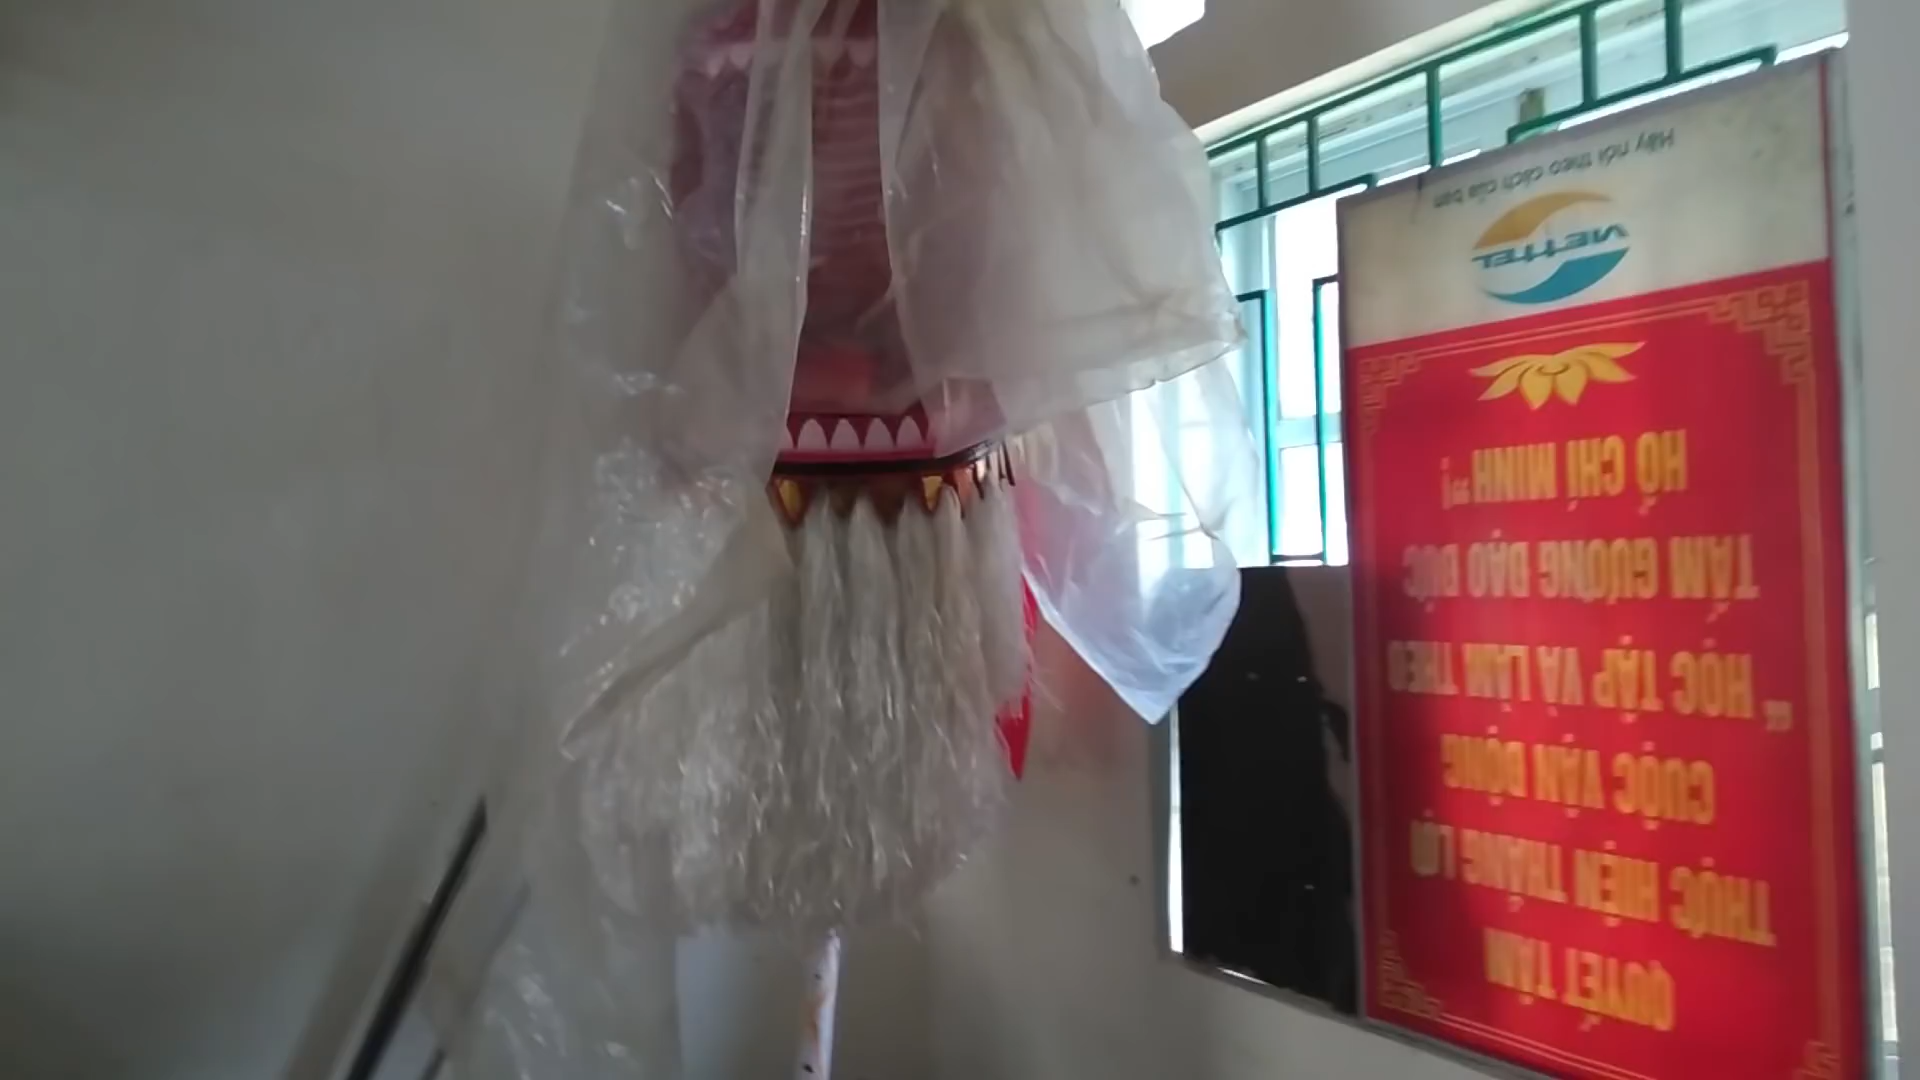 QUYẾT TÂM
THỰC HIỆN THẮNG LỢI
CUỘC VẬN ĐỘNG
“HỌC TẬP VÀ LÀM THEO
TẤM GƯƠNG ĐẠO ĐỨC
HỒ CHÍ MINH”!
VIETTEL
Hãy nói theo cách của bạn